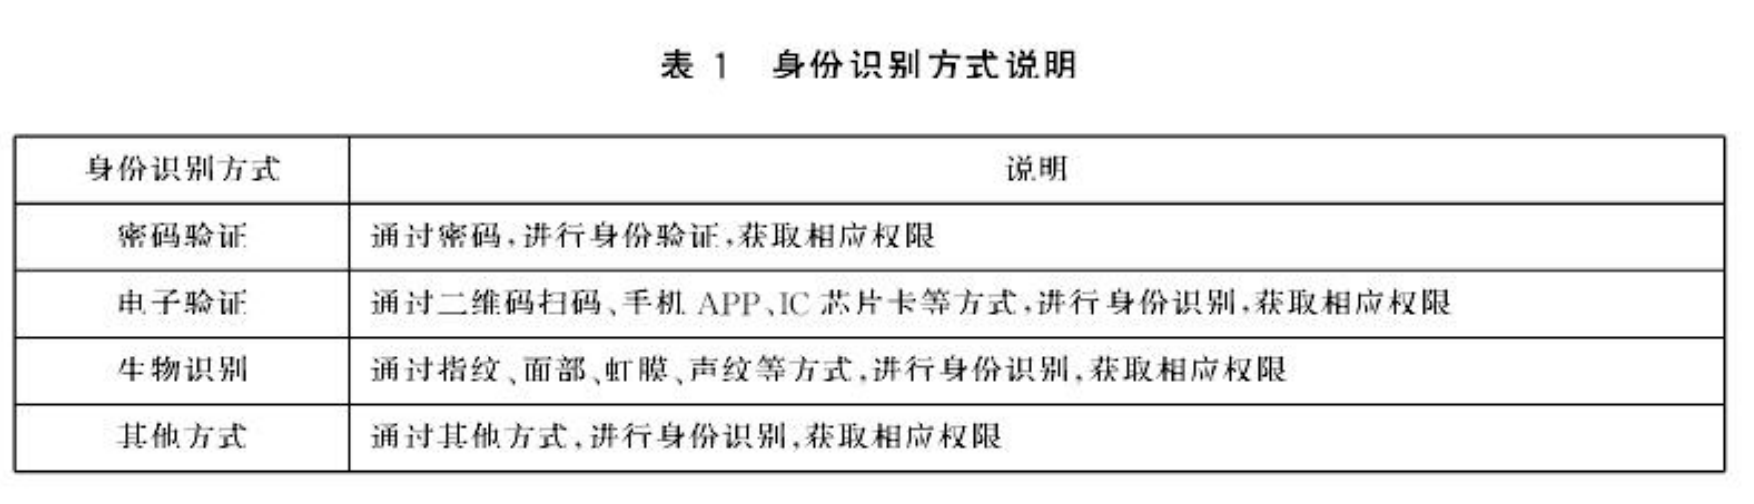 表 1 身份识别方式说明
身份识别方式 说明
密码验证 通过密码,进行身份验证,获取相应权限
电子验证 通过二维码扫码、手机 APP、IC 芯片卡等方式,进行身份识别,获取相应权限
生物识别 通过指纹、面部、虹膜、声纹等方式,进行身份识别,获取相应权限
其他方式 通过其他方式,进行身份识别,获取相应权限